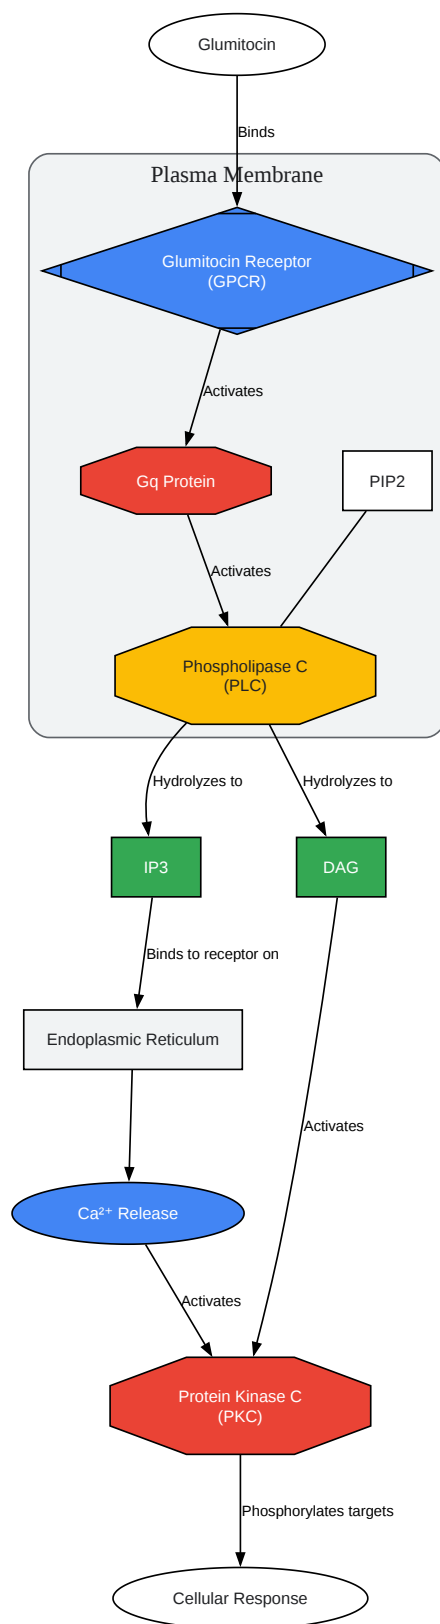 Glumitocin
Binds
Plasma Membrane
Glumitocin Receptor
(GPCR)
Activates
Gq Protein
PIP2
Activates
Phospholipase C
(PLC)
Hydrolyzes to
Hydrolyzes to
IP3
DAG
Binds to receptor on
Endoplasmic Reticulum
Activates
Ca²⁺ Release
Activates
Protein Kinase C
(PKC)
Phosphorylates targets
Cellular Response